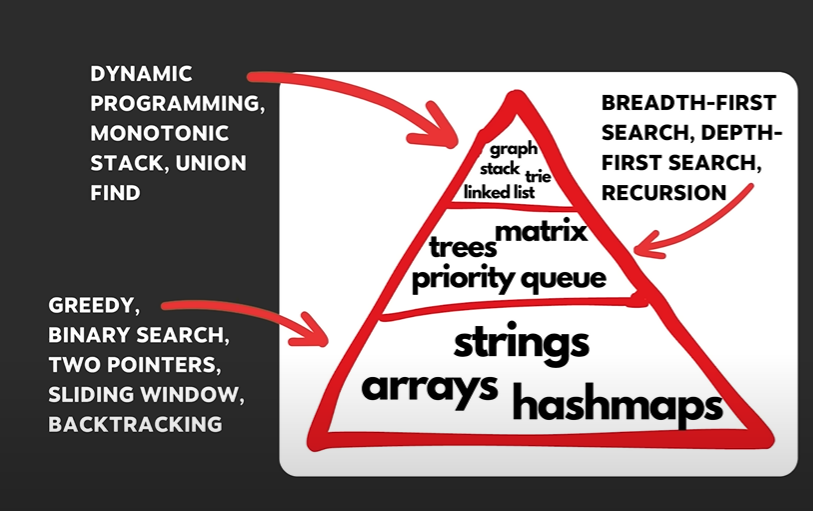 DYNAMIC
PROGRAMMING,
MONOTONIC
STACK, UNION
FIND
BREADTH-FIRST
SEARCH, DEPTH-
FIRST SEARCH,
RECURSION
graph
stack trie
linked list
trees matrix
priority queue
GREEDY,
BINARY SEARCH,
TWO POINTERS,
SLIDING WINDOW,
BACKTRACKING
strings
arrays hashmaps